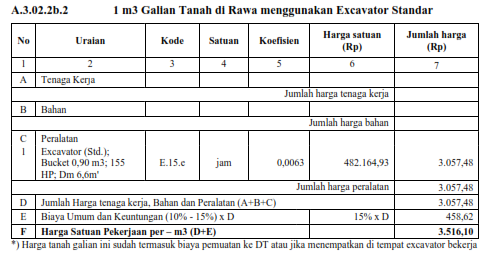 A.3.02.2b.2 1 m3 Galian Tanah di Rawa menggunakan Excavator Standar
No Uraian Kode Satuan Koefisien Harga satuan (Rp) Jumlah harga (Rp)
1 2 3 4 5 6 7
A Tenaga Kerja
Jumlah harga tenaga kerja
B Bahan
Jumlah harga bahan
C Peralatan
1 Excavator (Std.);
Bucket 0,90 m3; 155 E.15.e jam 0,0063 482.164,93 3.057,48
HP; Dm 6,6m'
Jumlah harga peralatan 3.057,48
D Jumlah Harga tenaga kerja, Bahan dan Peralatan (A+B+C) 3.057,48
E Biaya Umum dan Keuntungan (10% - 15%) x D 15% x D 458,62
F Harga Satuan Pekerjaan per – m3 (D+E) 3.516,10
*) Harga tanah galian ini sudah termasuk biaya pemuatan ke DT atau jika menempatkan di tempat excavator bekerja